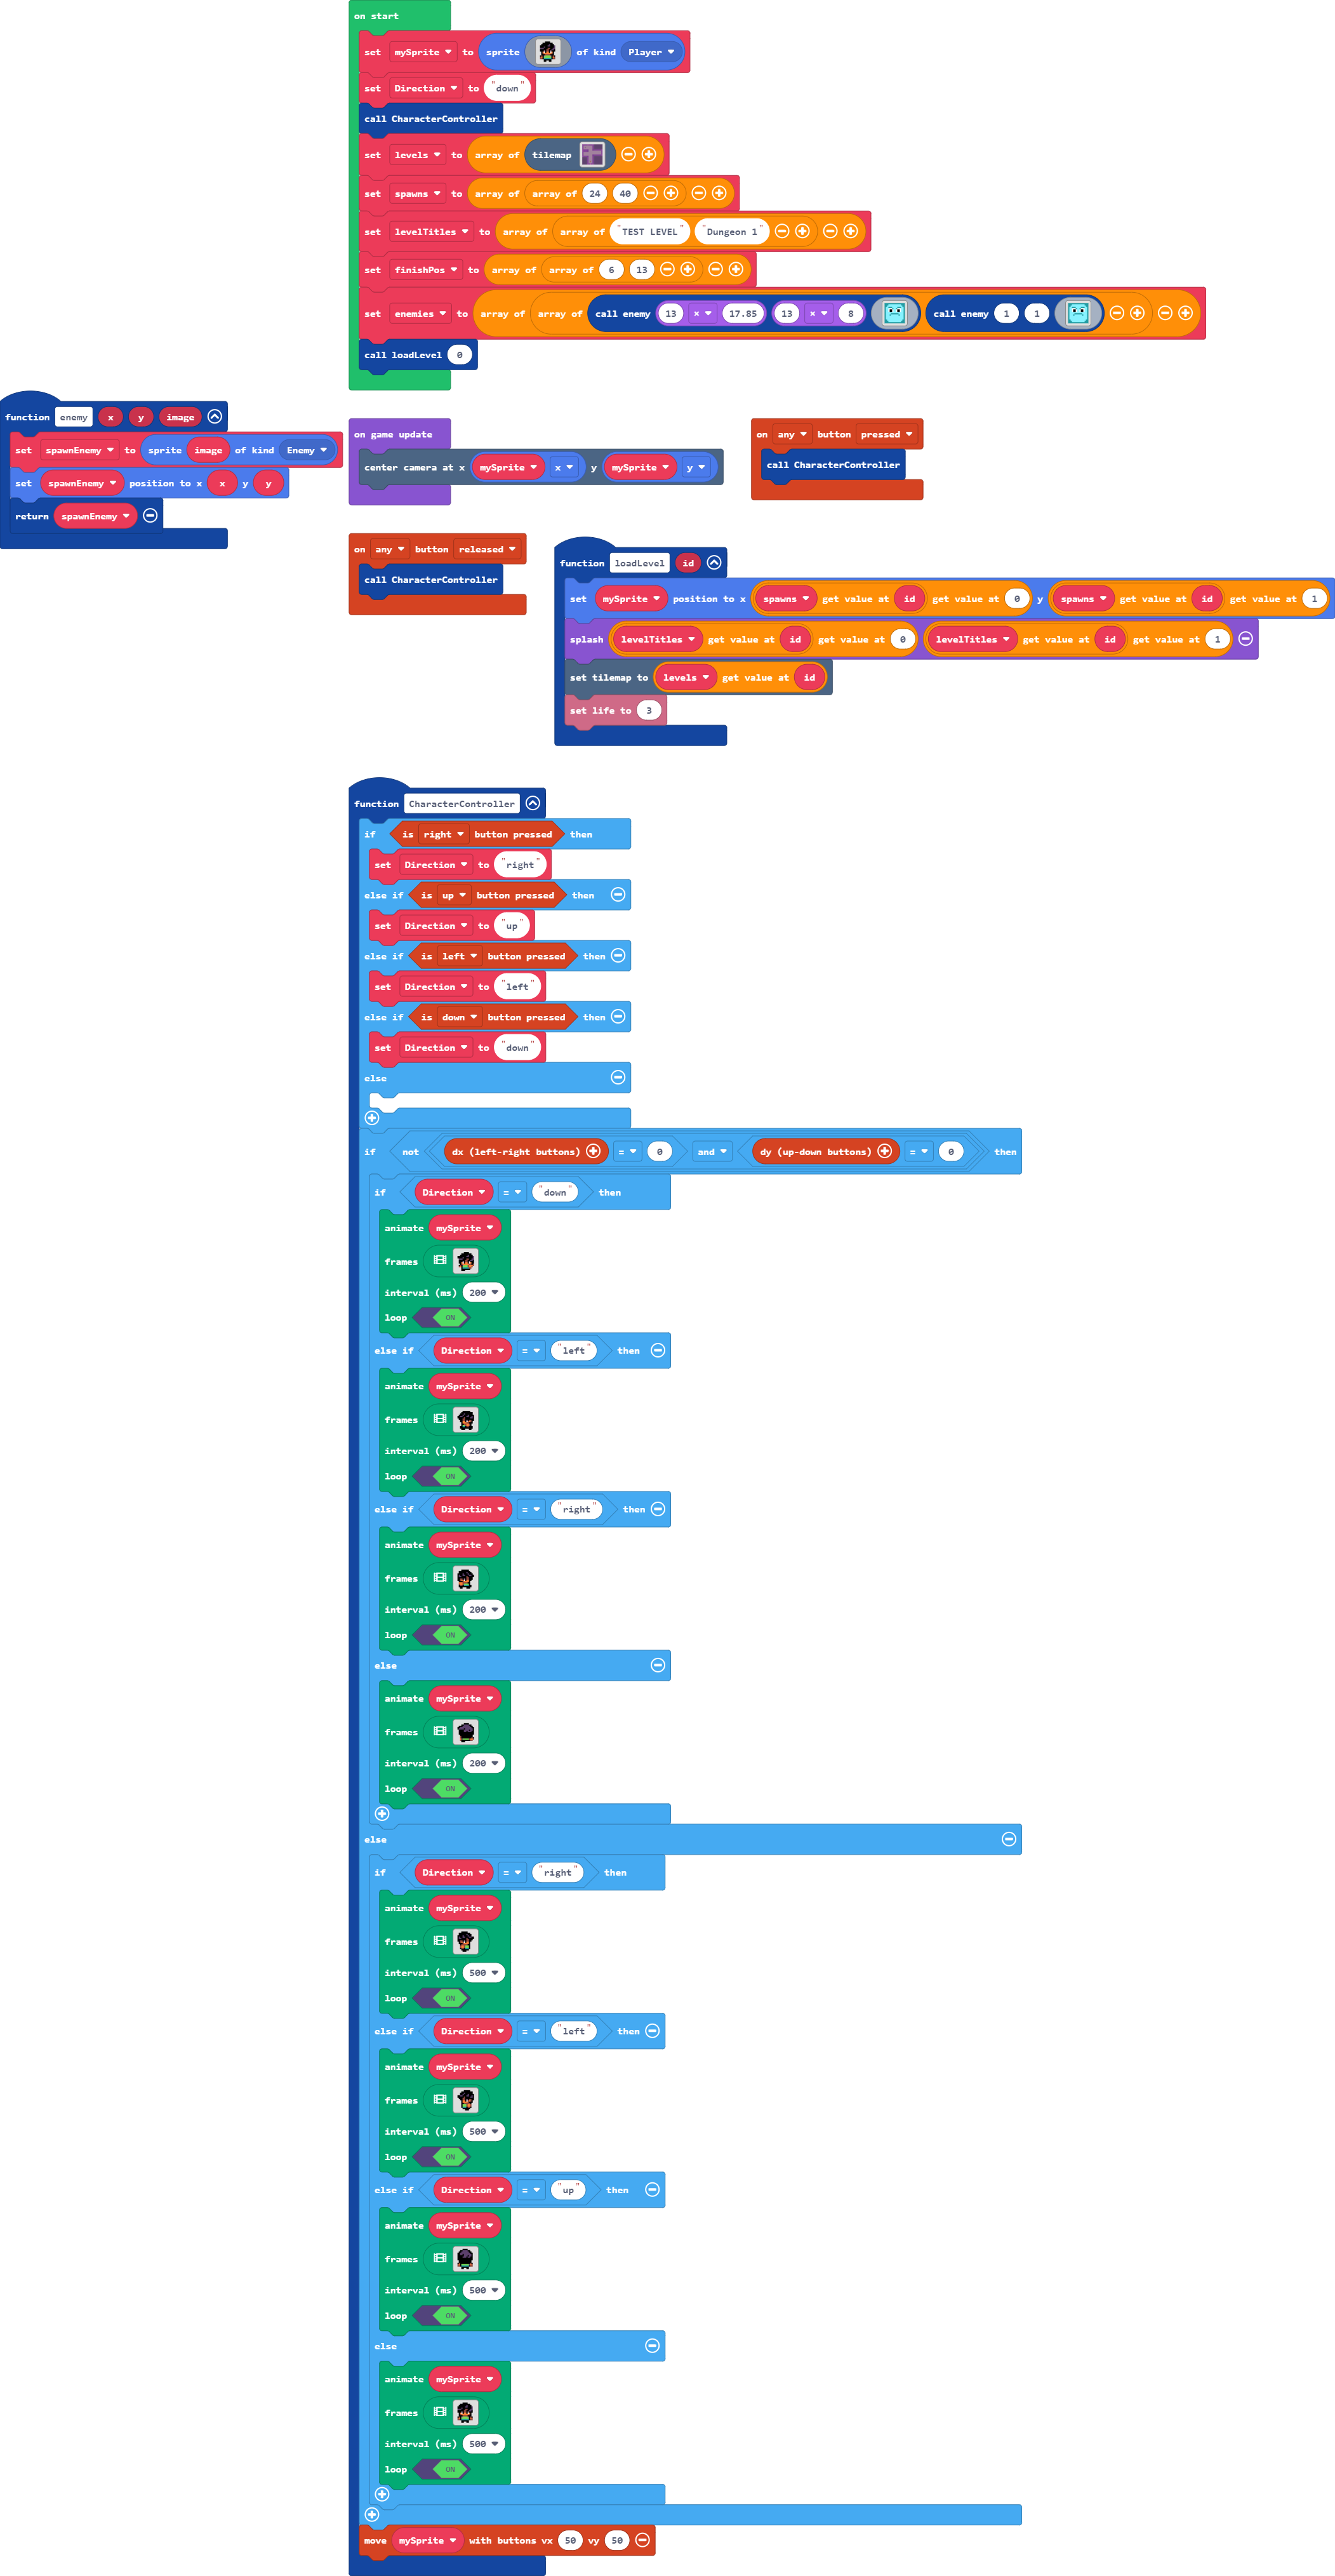 on start
set mySprite to sprite of kind Player
set Direction to "down"
call CharacterController
set levels to array of tilemap
set spawns to array of array of 24 40
set levelTitles to array of array of "TEST LEVEL" "Dungeon 1"
set finishPos to array of array of 6 13
set enemies to array of array of call enemy 13 × 17.85 13 × 8 call enemy 1 1
call loadLevel 0
function enemy x y image
set spawnEnemy to sprite image of kind Enemy
set spawnEnemy position to x x y y
return spawnEnemy
on game update
center camera at x mySprite x y mySprite y
on any button pressed
call CharacterController
on any button released
call CharacterController
function loadLevel id
set mySprite position to x spawns get value at id get value at 0 y spawns get value at id get value at 1
splash levelTitles get value at id get value at 0 levelTitles get value at id get value at 1
set tilemap to levels get value at id
set life to 3
function CharacterController
if is right button pressed then
set Direction to "right"
else if is up button pressed then
set Direction to "up"
else if is left button pressed then
set Direction to "left"
else if is down button pressed then
set Direction to "down"
else
if not dx (left-right buttons) = 0 and dy (up-down buttons) = 0 then
if Direction = "down" then
animate mySprite
frames
interval (ms) 200
loop ON
else if Direction = "left" then
animate mySprite
frames
interval (ms) 200
loop ON
else if Direction = "right" then
animate mySprite
frames
interval (ms) 200
loop ON
else
animate mySprite
frames
interval (ms) 200
loop ON
else
if Direction = "right" then
animate mySprite
frames
interval (ms) 500
loop ON
else if Direction = "left" then
animate mySprite
frames
interval (ms) 500
loop ON
else if Direction = "up" then
animate mySprite
frames
interval (ms) 500
loop ON
else
animate mySprite
frames
interval (ms) 500
loop ON
move mySprite with buttons vx 50 vy 50